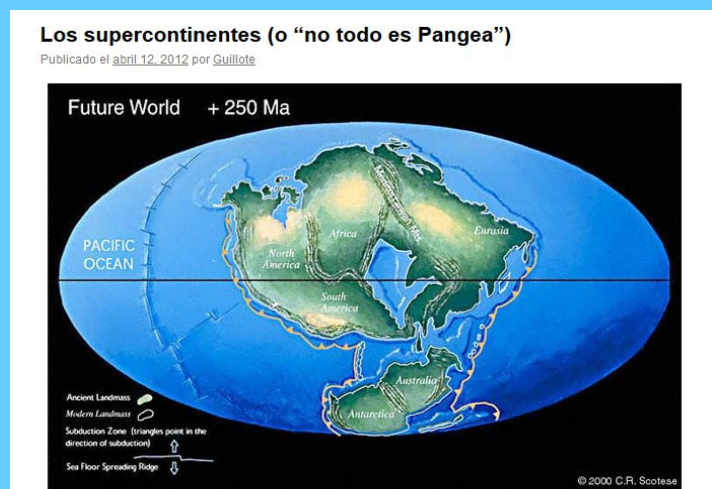 Los supercontinentes (o “no todo es Pangea”)
Publicado el abril 12, 2012 por Guillote
Future World + 250 Ma
Mediterranean Mts.
Eurasia
Africa
PACIFIC
OCEAN
North
America
South
America
Australia
Antarctica
Ancient Landmass
Modern Landmass
Subduction Zone (triangles point in the
direction of subduction)
Sea Floor Spreading Ridge
© 2000 C.R. Scotese